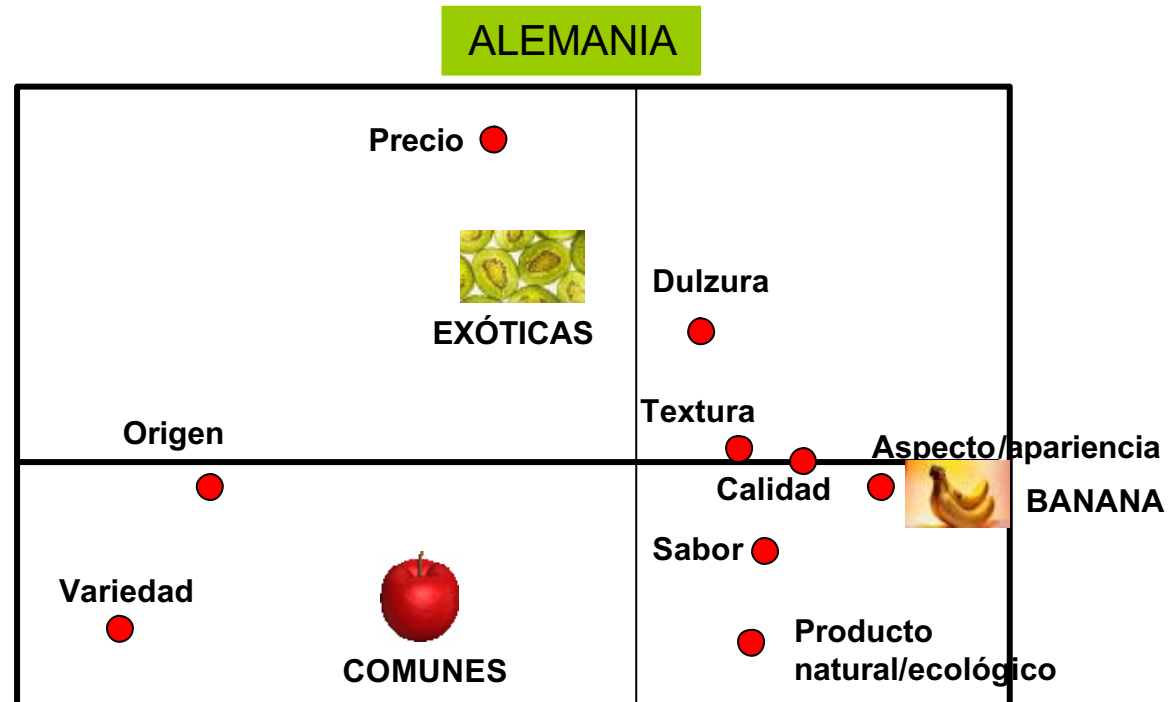 ALEMANIA
Precio
Dulzura
EXÓTICAS
Textura
Origen
Aspecto/apariencia
Calidad
BANANA
Sabor
Variedad
Producto
natural/ecológico
COMUNES